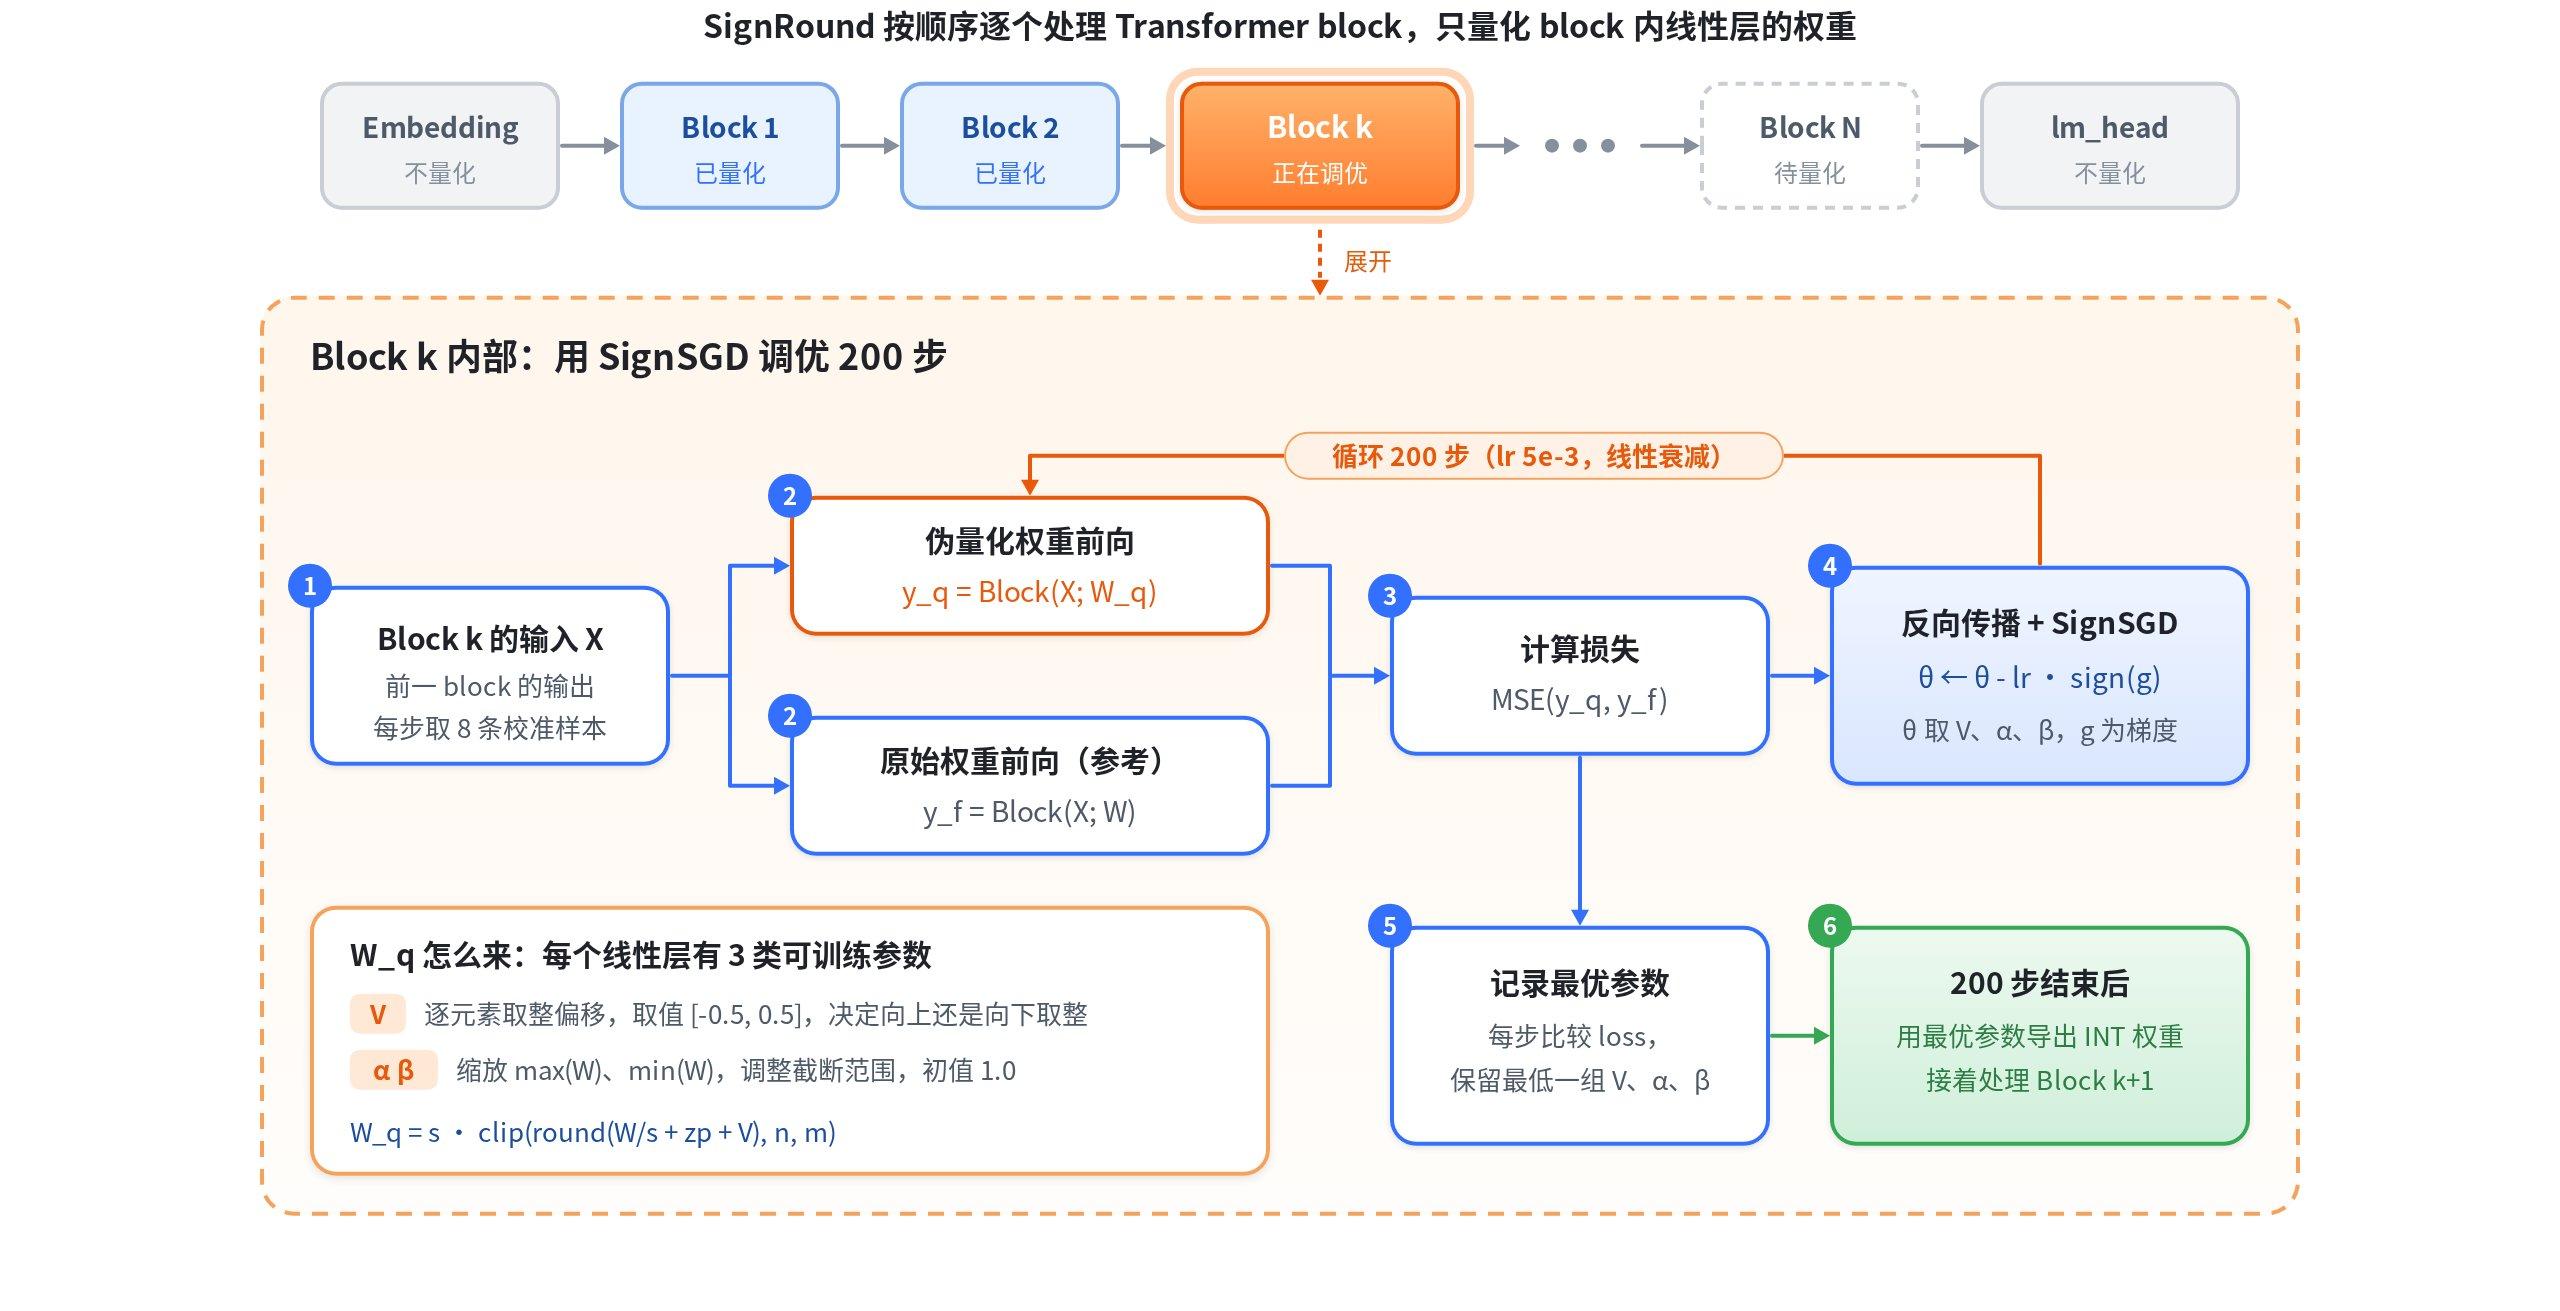 SignRound 按顺序逐个处理 Transformer block，只量化 block 内线性层的权重
Embedding
不量化
Block 1
已量化
Block 2
已量化
Block k
正在调优
Block N
待量化
lm_head
不量化
展开
Block k 内部：用 SignSGD 调优 200 步
循环 200 步（lr 5e-3，线性衰减）
1
Block k 的输入 X
前一 block 的输出
每步取 8 条校准样本
2
伪量化权重前向
y_q = Block(X; W_q)
2
原始权重前向（参考）
y_f = Block(X; W)
3
计算损失
MSE(y_q, y_f)
4
反向传播 + SignSGD
θ ← θ - lr · sign(g)
θ 取 V、α、β，g 为梯度
W_q 怎么来：每个线性层有 3 类可训练参数
V 逐元素取整偏移，取值 [-0.5, 0.5]，决定向上还是向下取整
α β 缩放 max(W)、min(W)，调整截断范围，初值 1.0
W_q = s · clip(round(W/s + zp + V), n, m)
5
记录最优参数
每步比较 loss，
保留最低一组 V、α、β
6
200 步结束后
用最优参数导出 INT 权重
接着处理 Block k+1